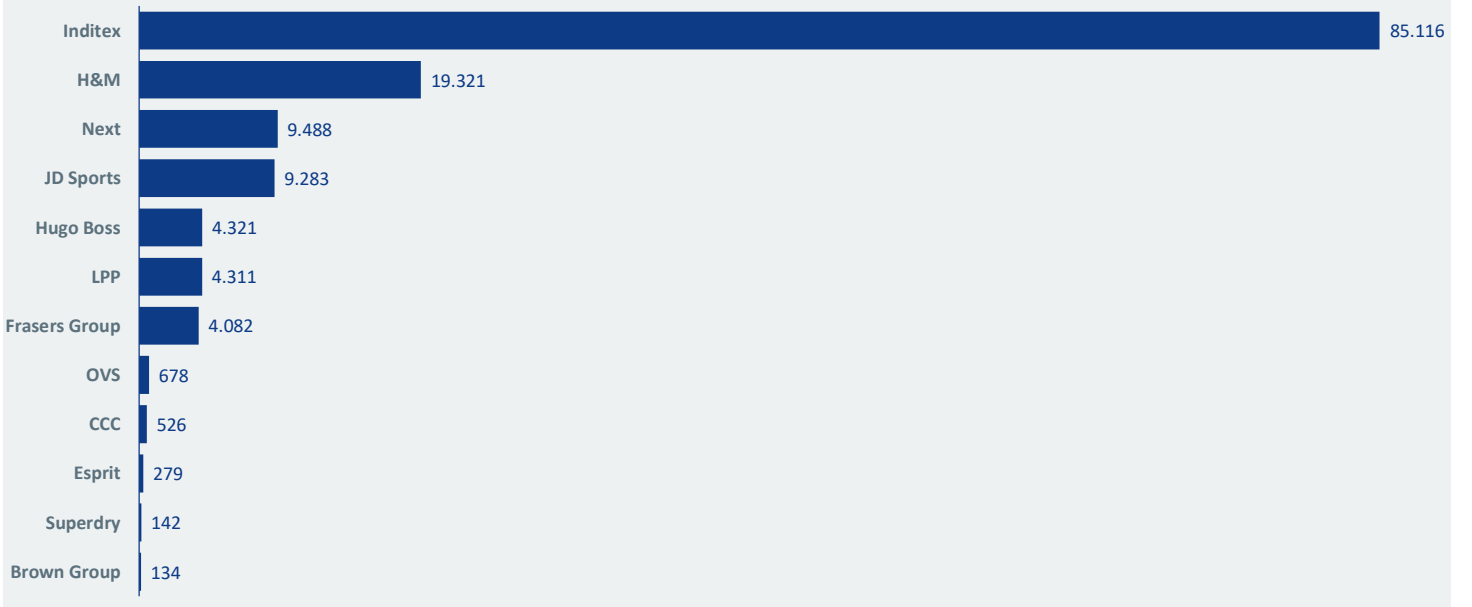 Inditex 85.116
H&M 19.321
Next 9.488
JD Sports 9.283
Hugo Boss 4.321
LPP 4.311
Frasers Group 4.082
OVS 678
CCC 526
Esprit 279
Superdry 142
Brown Group 134